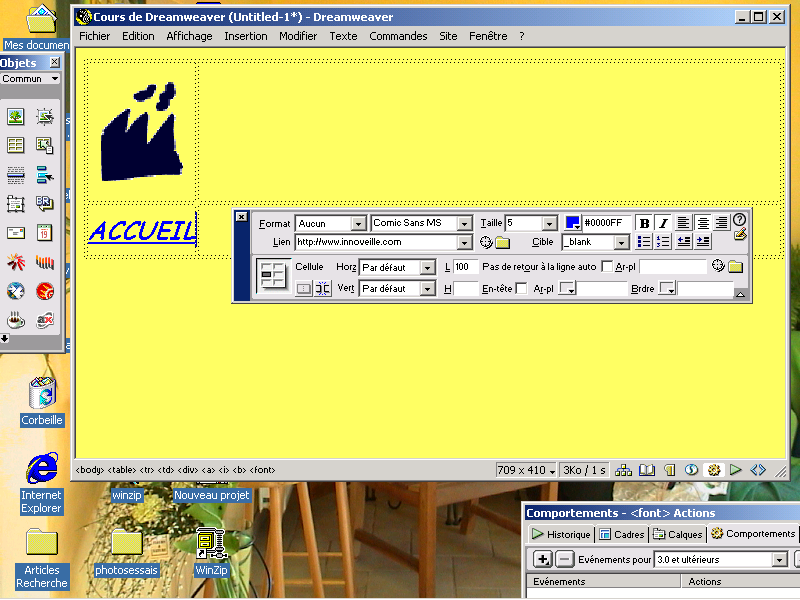 Mes documen
Cours de Dreamweaver (Untitled-1*) - Dreamweaver
Fichier Edition Affichage Insertion Modifier Texte Commandes Site Fenêtre ?
Objets
Commun
ACCUEIL
Format Aucun Comic Sans MS Taille 5 #0000FF B I
Lien http://www.innoveille.com Cible _blank
Cellule Horz Par défaut L 100 Pas de retour à la ligne auto Ar-pl
Vert Par défaut H En-tête Ar-pl Brdre
<body> <table> <tr> <td> <div> <a> <i> <b> <font> 709 x 410 3Ko / 1 s
Corbeille
Internet
Explorer
winzip
Nouveau projet
Articles
Recherche
photosessais
WinZip
Comportements - <font> Actions
Historique Cadres Calques Comportements
Evénements pour 3.0 et ultérieurs
Evénements Actions